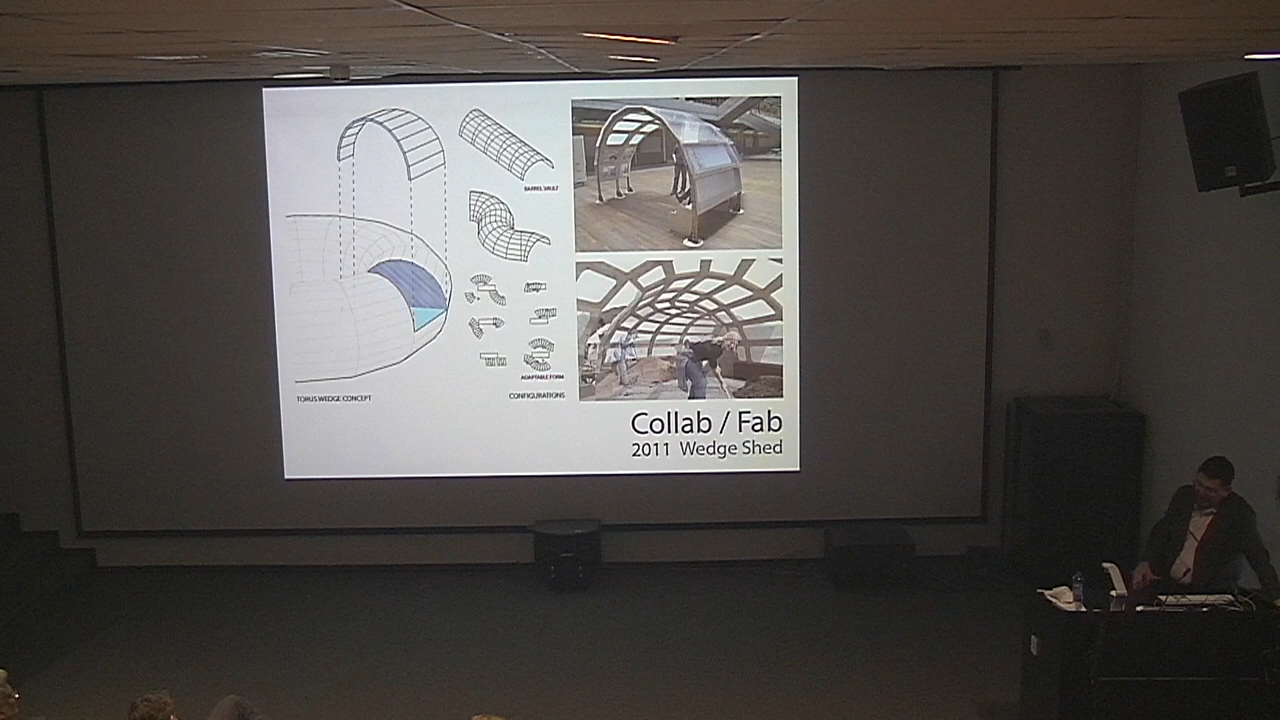 BARREL VAULT
ADAPTABLE FORM
TORUS WEDGE CONCEPT
CONFIGURATIONS
Collab / Fab
2011 Wedge Shed